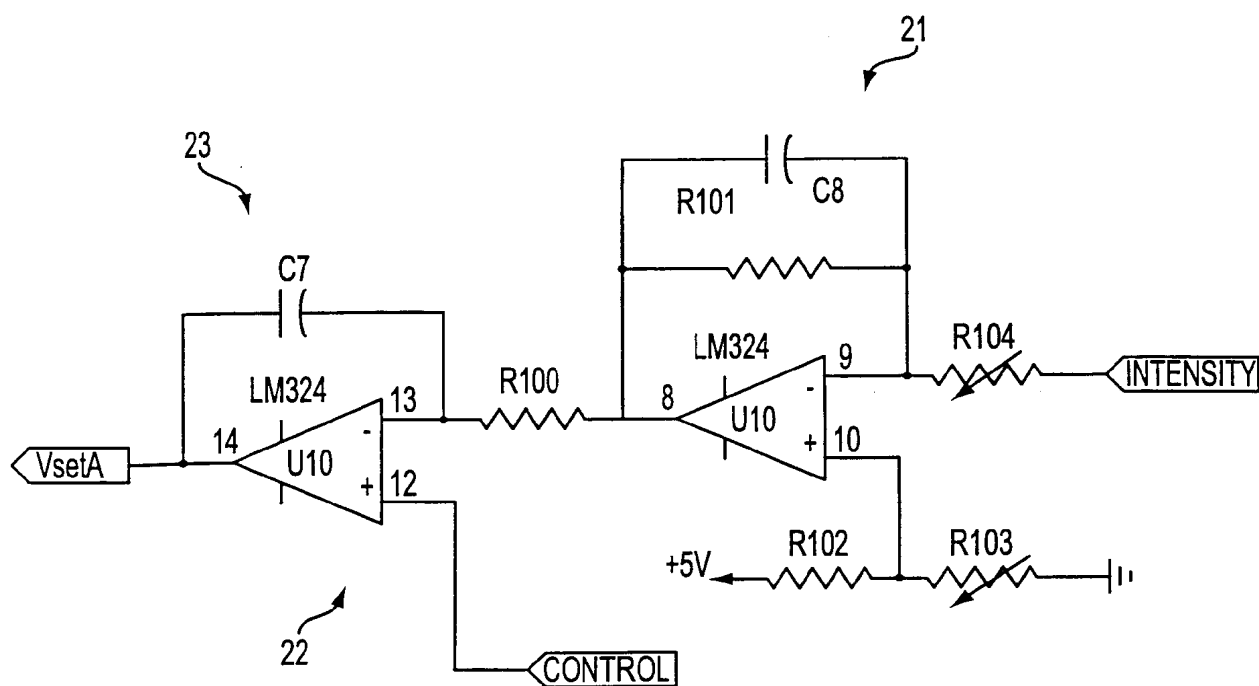 21
23
C8
R101
C7
R104
LM324
9
INTENSITY
LM324
R100
8
-
13
U10
-
+
10
14
VsetA
U10
12
+
R102
R103
+5V
22
CONTROL